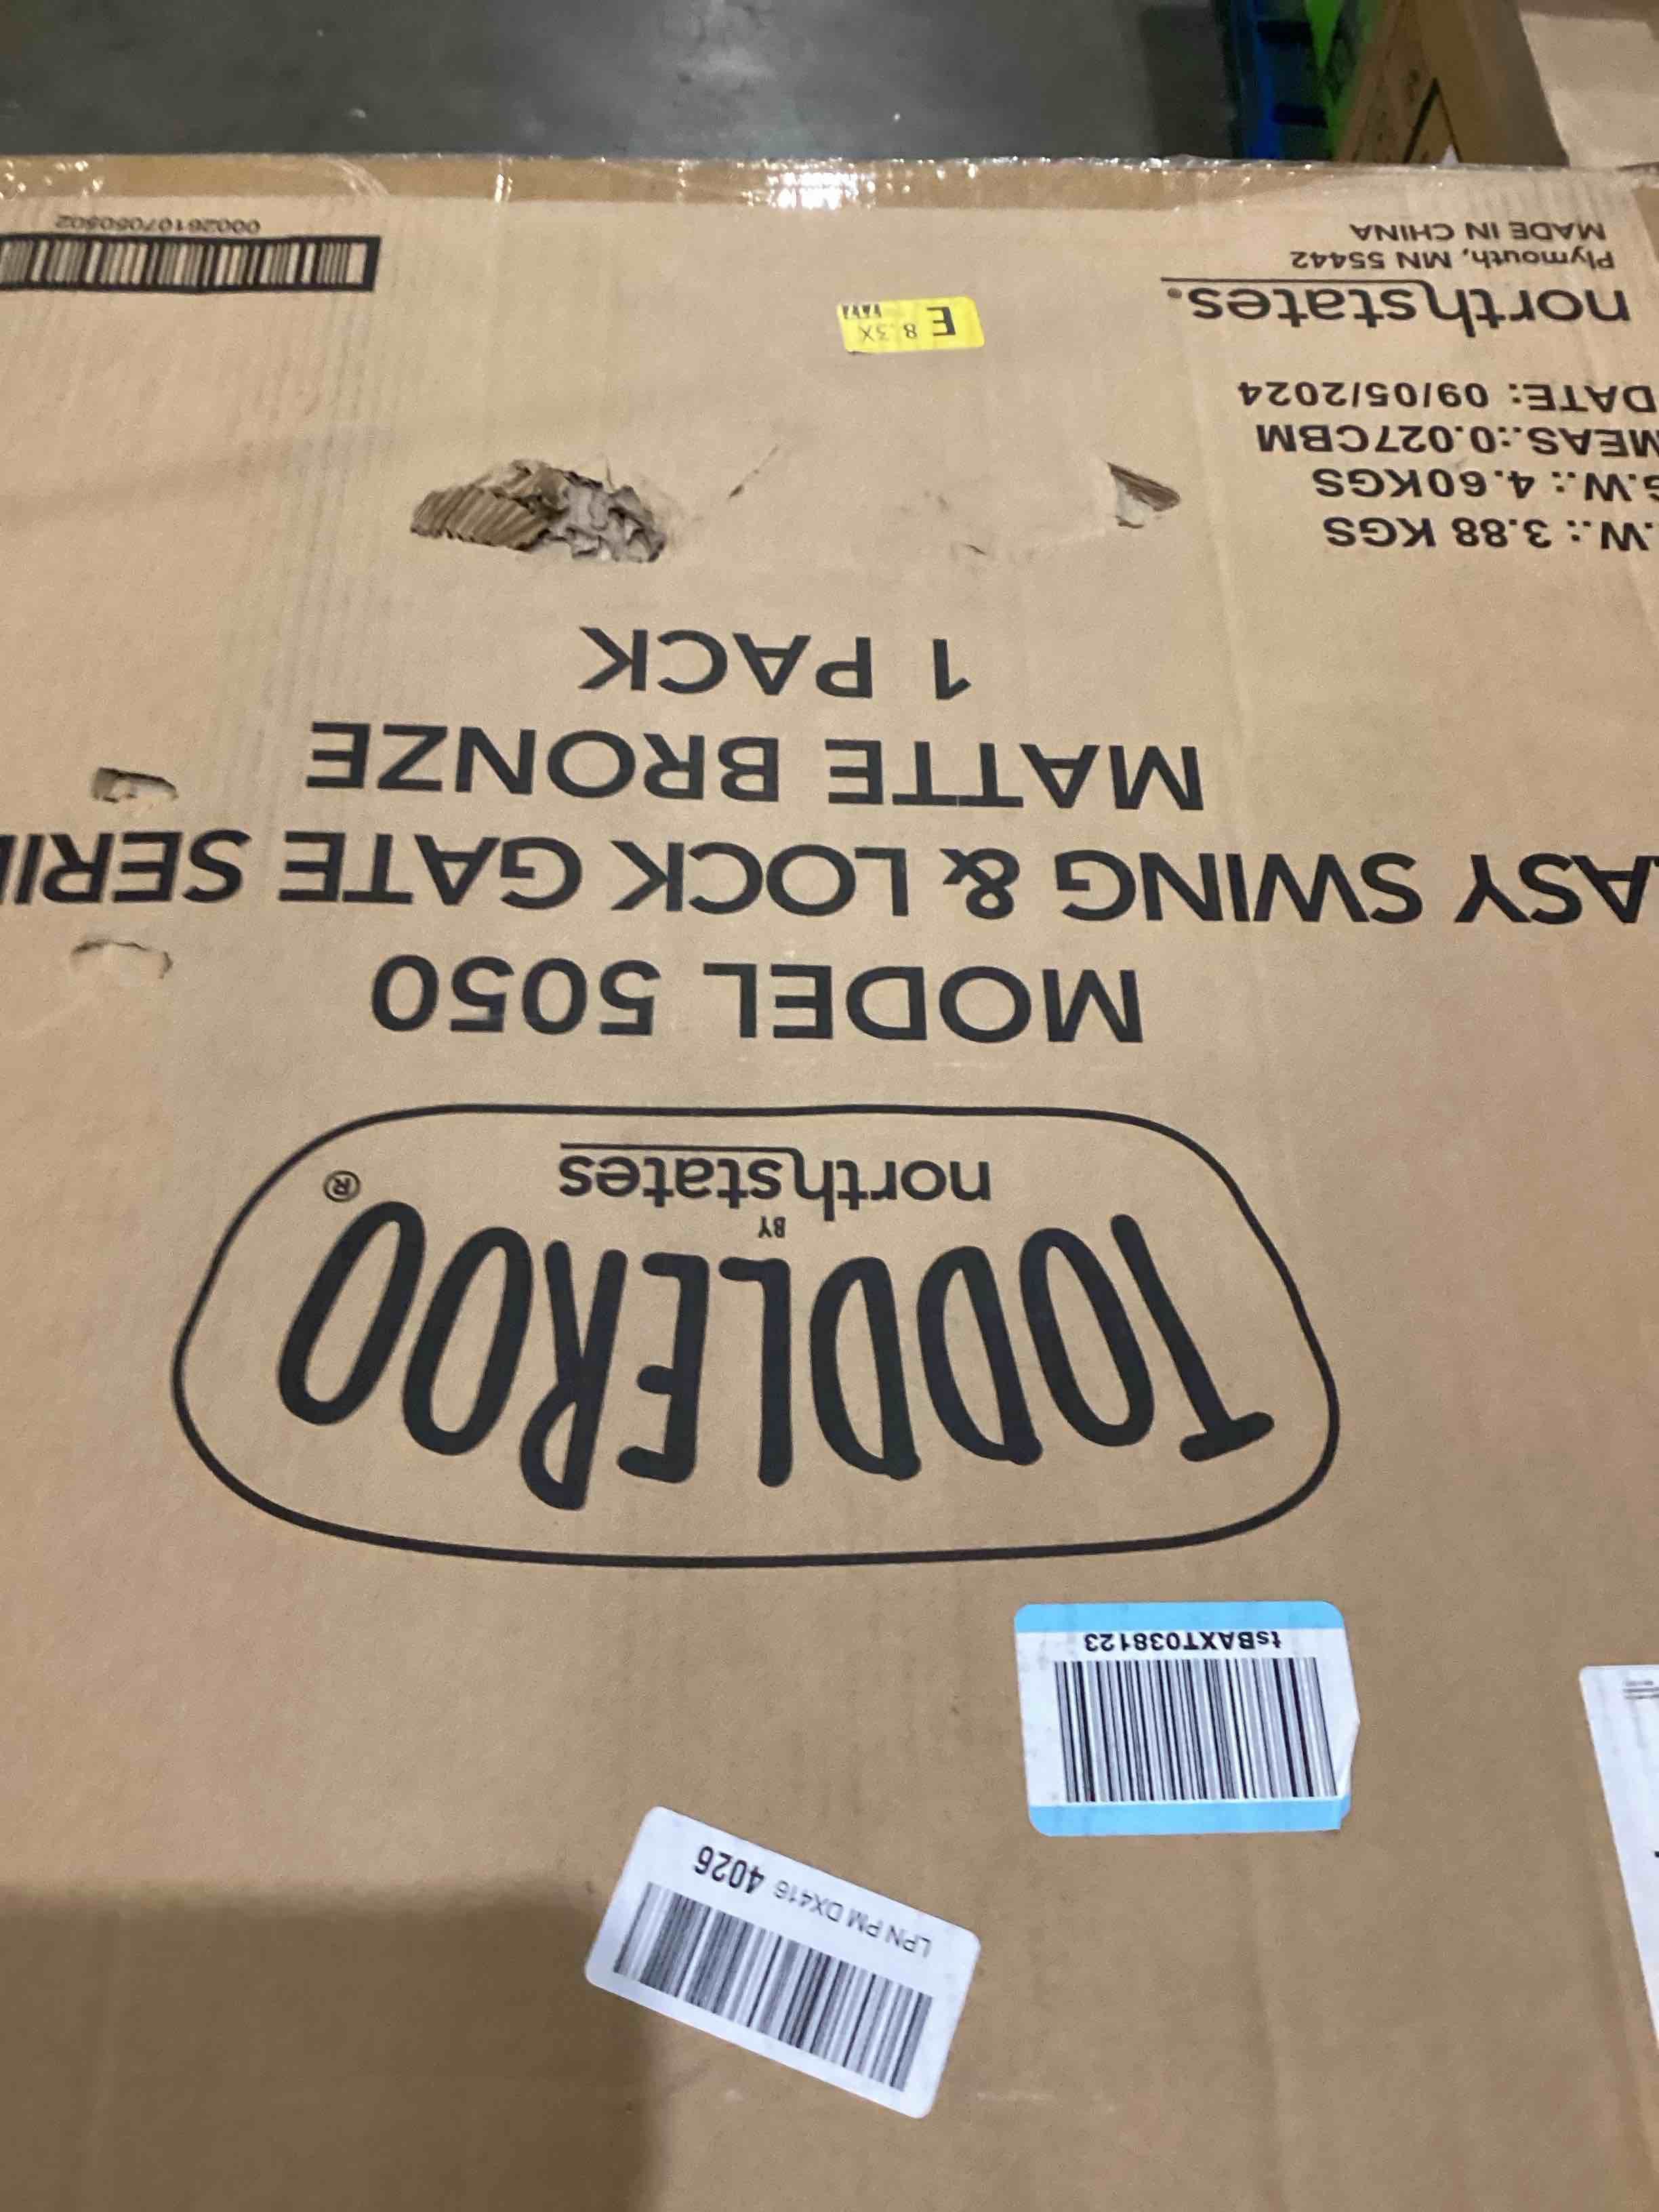 LPN PM DX416 4026
tsBAXT038123
TODDLEROO
BY
northstates
®
MODEL 5050
ASY SWING & LOCK GATE SERI
MATTE BRONZE
1 PACK
.W.: 3.88 KGS
G.W.: 4.60KGS
MEAS.:0.027CBM
DATE: 09/05/2024
E 8.3X
northstates.
Plymouth, MN 55442
MADE IN CHINA
00026107050502